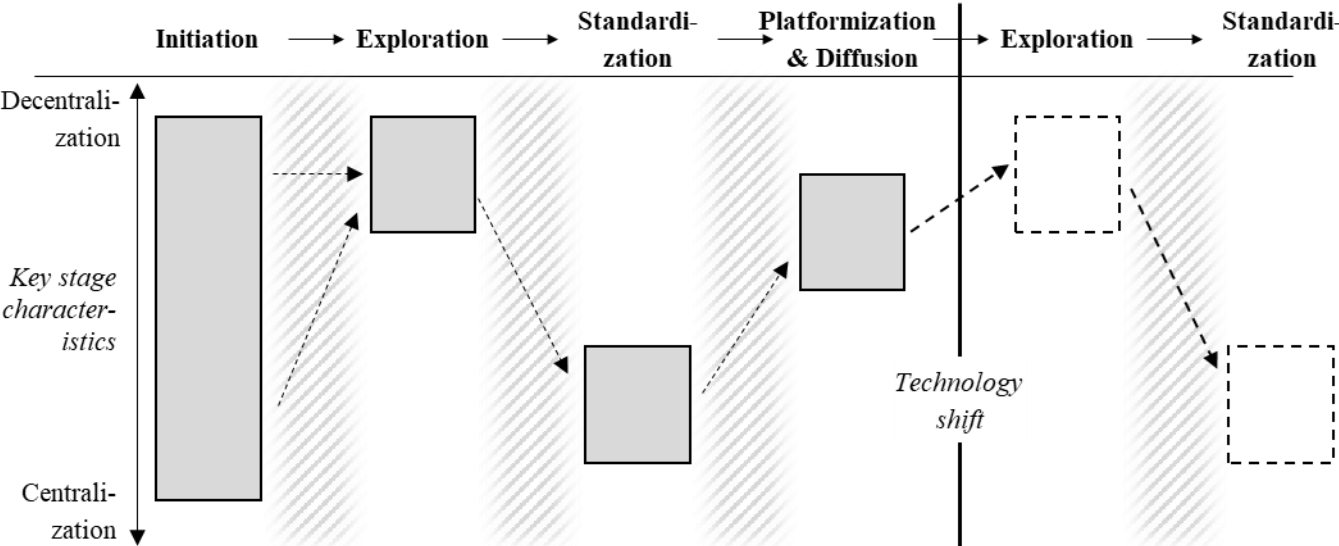 Initiation
Exploration
Standardi-
zation
Platformization
& Diffusion
Exploration
Standardi-
zation
Decentrali-
zation
Key stage
character-
istics
Centrali-
zation
Technology
shift